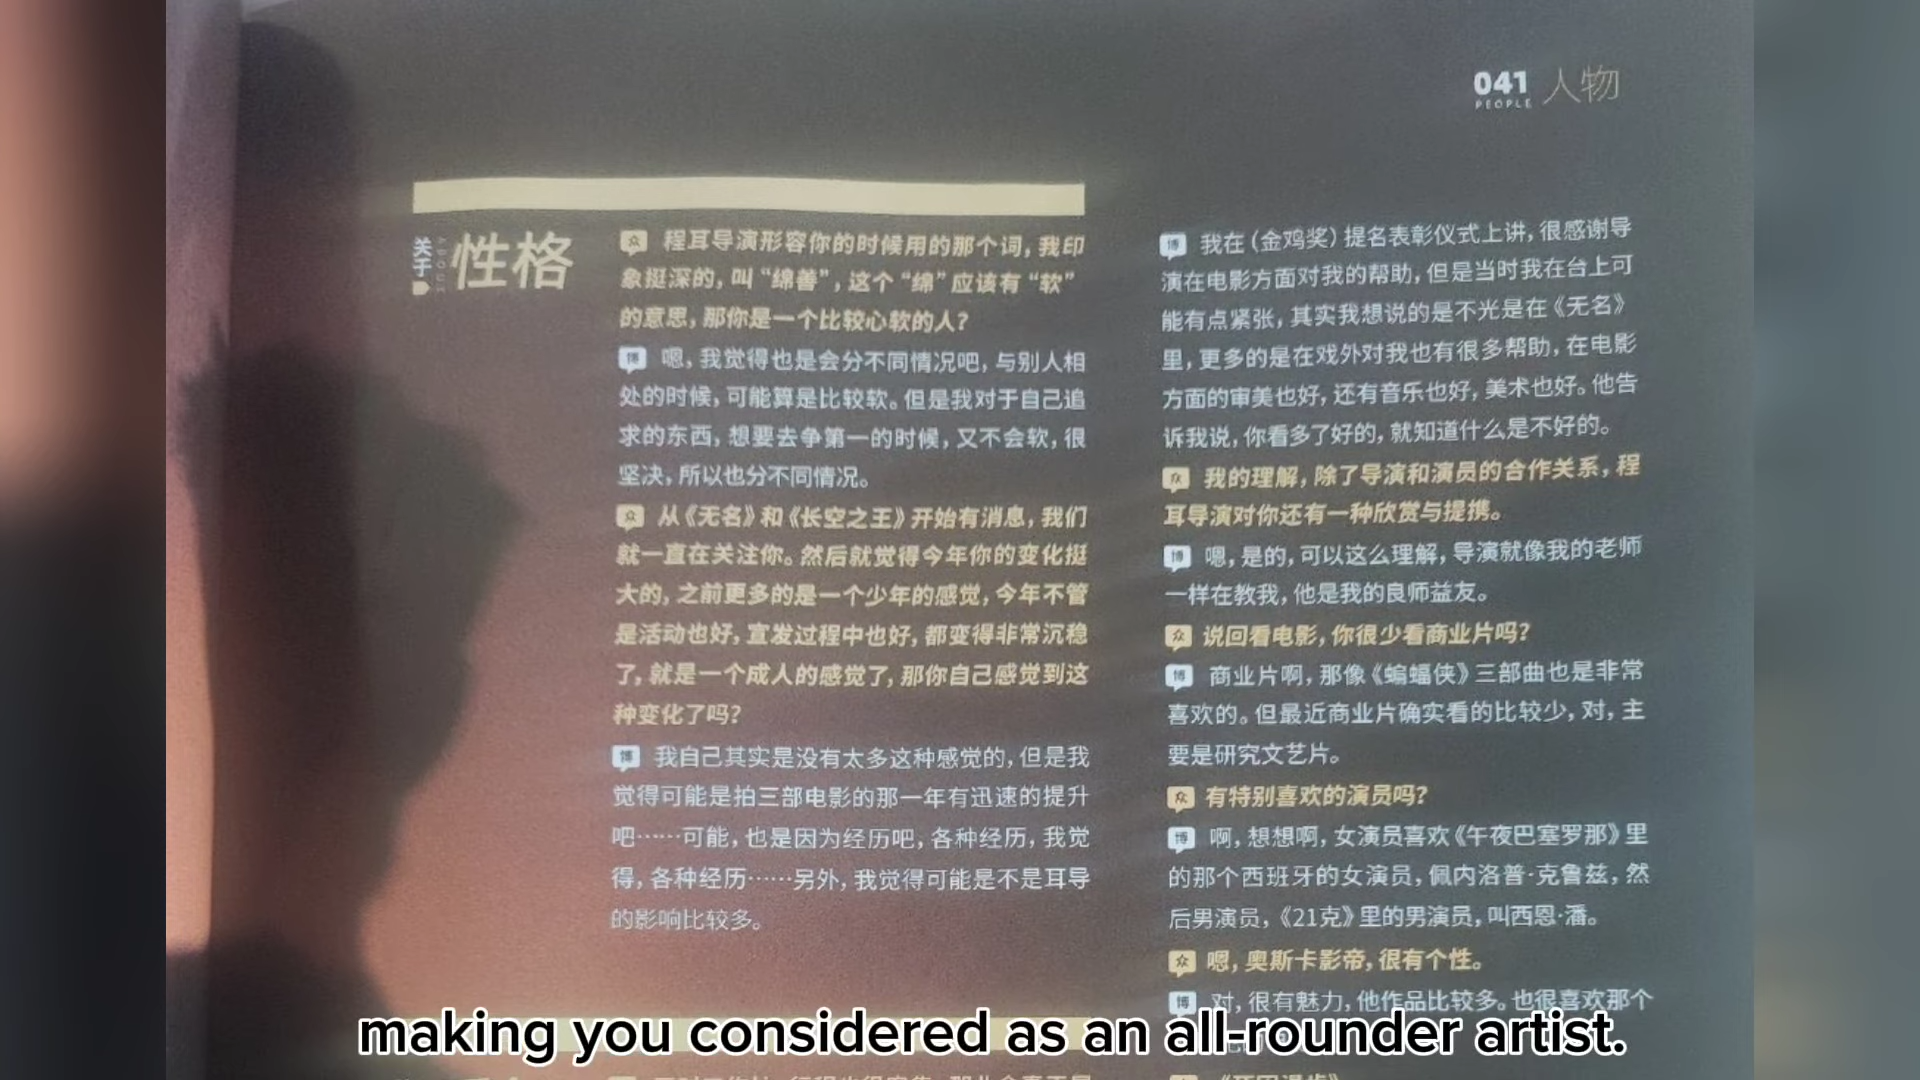 041 人物
PEOPLE
关于
ABOUT
性格
众 程耳导演形容你的时候用的那个词，我印
象挺深的，叫“绵善”，这个“绵”应该有“软”
的意思，那你是一个比较心软的人？
博 嗯，我觉得也是会分不同情况吧，与别人相
处的时候，可能算是比较软。但是我对于自己追
求的东西，想要去争第一的时候，又不会软，很
坚决，所以也分不同情况。
众 从《无名》和《长空之王》开始有消息，我们
就一直在关注你。然后就觉得今年你的变化挺
大的，之前更多的是一个少年的感觉，今年不管
是活动也好，宣发过程中也好，都变得非常沉稳
了，就是一个成人的感觉了，那你自己感觉到这
种变化了吗？
博 我自己其实是没有太多这种感觉的，但是我
觉得可能是拍三部电影的那一年有迅速的提升
吧……可能，也是因为经历吧，各种经历，我觉
得，各种经历……另外，我觉得可能是不是耳导
的影响比较多。
博 我在（金鸡奖）提名表彰仪式上讲，很感谢导
演在电影方面对我的帮助，但是当时我在台上可
能有点紧张，其实我想说的是不光是在《无名》
里，更多的是在戏外对我也有很多帮助，在电影
方面的审美也好，还有音乐也好，美术也好。他告
诉我说，你看多了好的，就知道什么是不好的。
众 我的理解，除了导演和演员的合作关系，程
耳导演对你还有一种欣赏与提携。
博 嗯，是的，可以这么理解，导演就像我的老师
一样在教我，他是我的良师益友。
众 说回看电影，你很少看商业片吗？
博 商业片啊，那像《蝙蝠侠》三部曲也是非常
喜欢的。但最近商业片确实看的比较少，对，主
要是研究文艺片。
众 有特别喜欢的演员吗？
博 啊，想想啊，女演员喜欢《午夜巴塞罗那》里
的那个西班牙的女演员，佩内洛普·克鲁兹，然
后男演员，《21克》里的男演员，叫西恩·潘。
众 嗯，奥斯卡影帝，很有个性。
博 对，很有魅力，他作品比较多。也很喜欢那个
making you considered as an all-rounder artist.